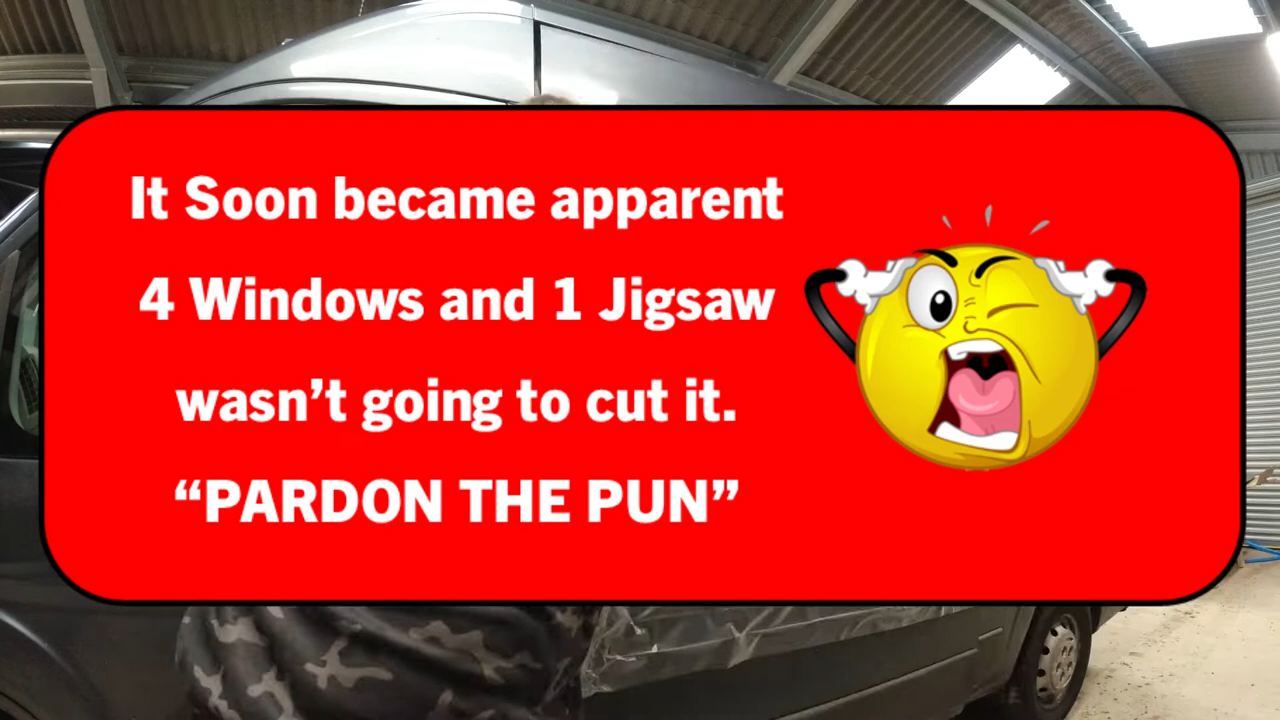 It Soon became apparent
4 Windows and 1 Jigsaw
wasn’t going to cut it.
“PARDON THE PUN”